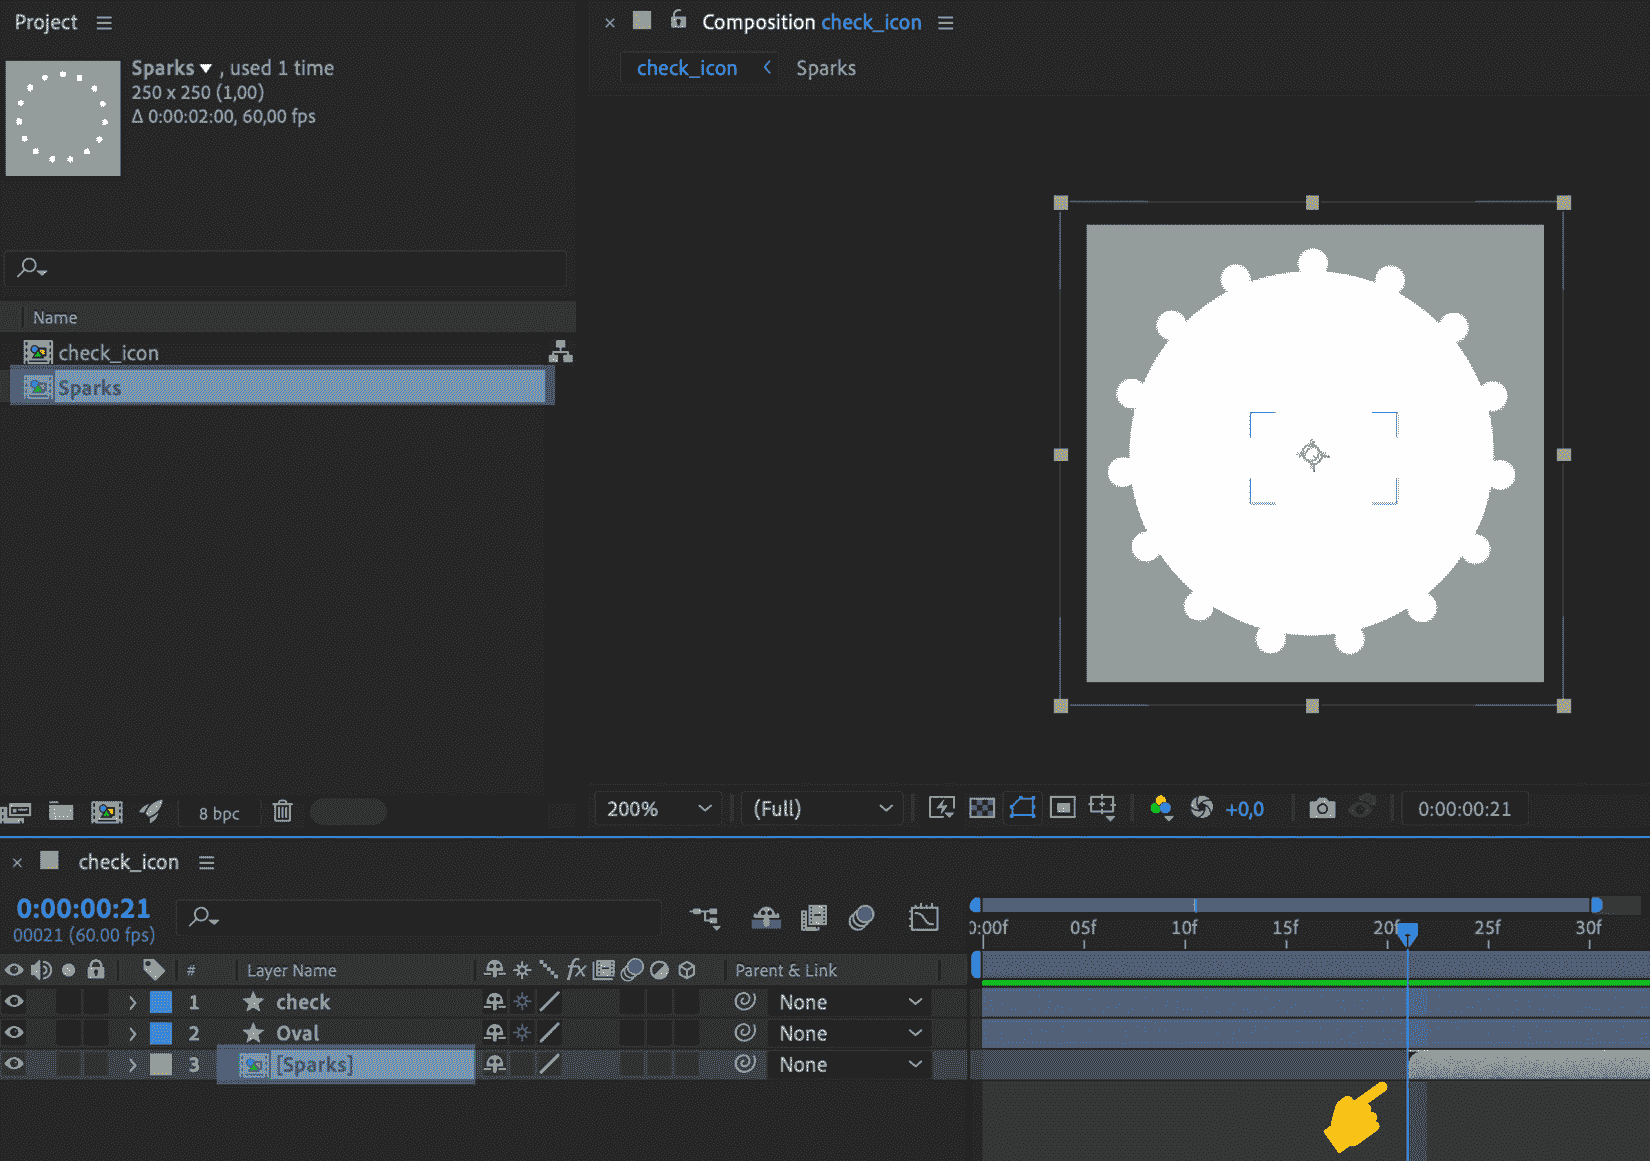 Project
Sparks , used 1 time
250 x 250 (1,00)
Δ 0:00:02:00, 60,00 fps
Name
check_icon
Sparks
8 bpc
Composition check_icon
check_icon Sparks
200% (Full) +0,0 0:00:00:21
check_icon
0:00:00:21
00021 (60.00 fps)
0:00f 05f 10f 15f 20f 25f 30f
# Layer Name fx Parent & Link
1 check None
2 Oval None
3 [Sparks] None